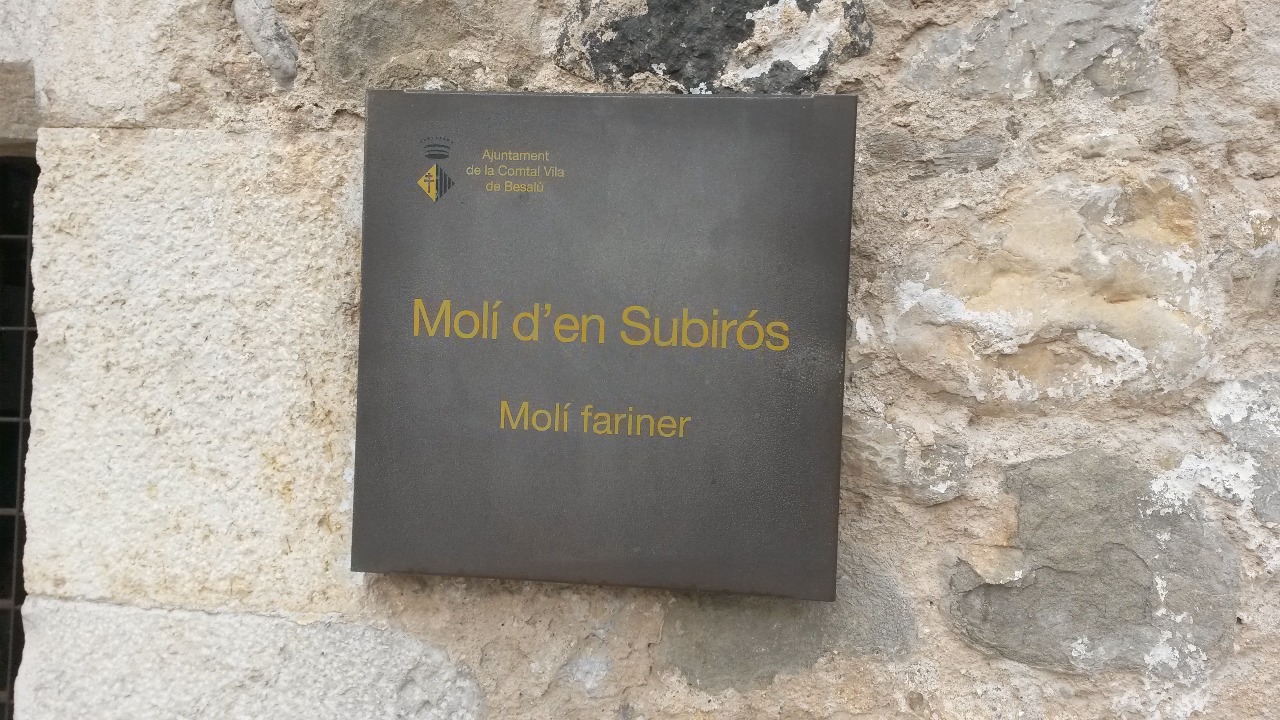 Ajuntament
de la Comtal Vila
de Besalú
Molí d'en Subirós
Molí fariner